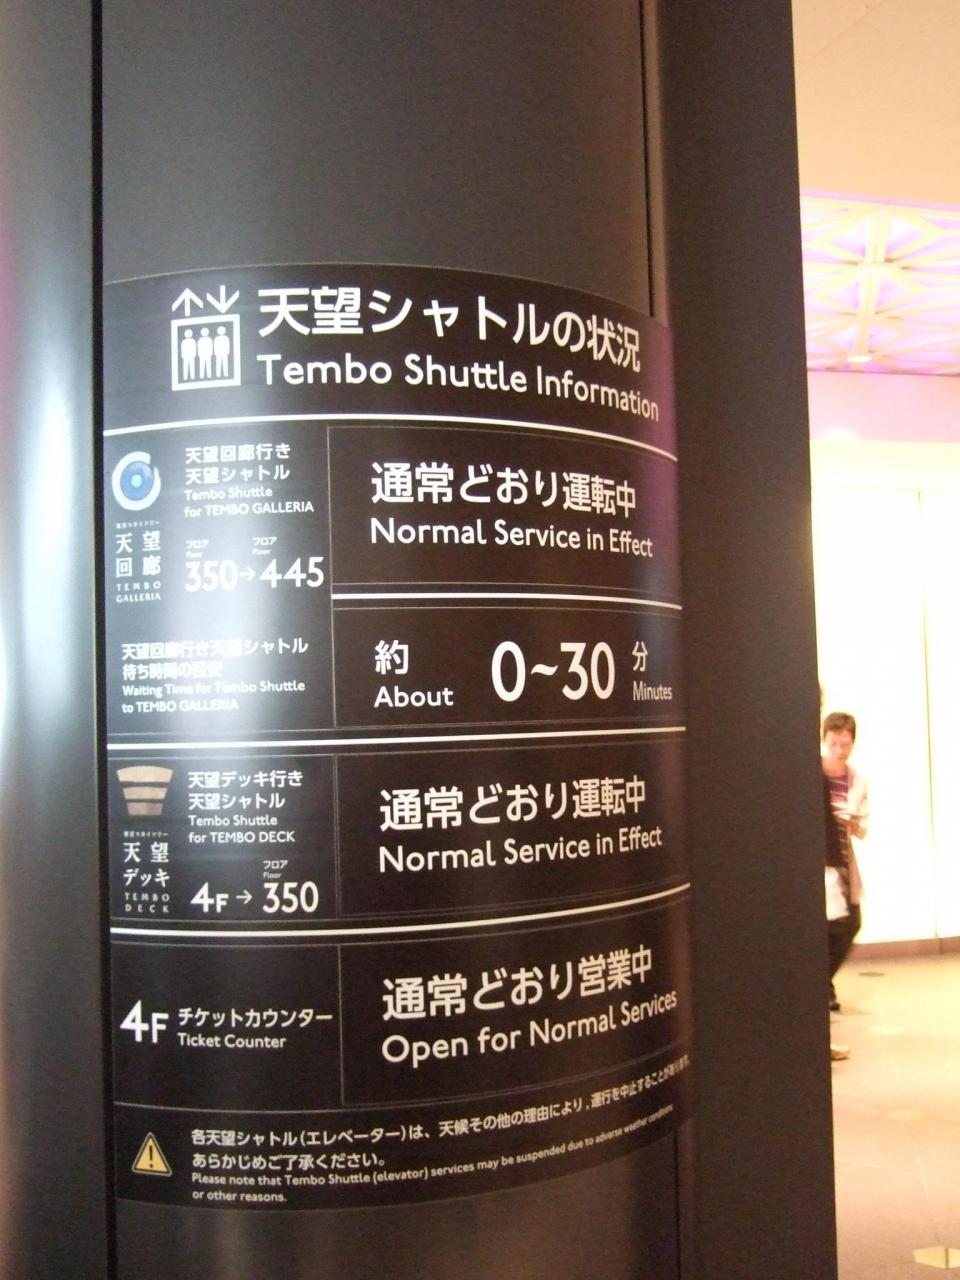 天望シャトルの状況
Tembo Shuttle Information
天望回廊行き
天望シャトル
Tembo Shuttle
for TEMBO GALLERIA
天望
回廊
TEMBO
GALLERIA
フロア フロア
Floor Floor
350→445
通常どおり運転中
Normal Service in Effect
天望回廊行き天望シャトル
待ち時間の目安
Waiting Time for Tembo Shuttle
to TEMBO GALLERIA
約 0~30 分
About Minutes
天望デッキ行き
天望シャトル
Tembo Shuttle
for TEMBO DECK
天望
デッキ
TEMBO
DECK
フロア
Floor
4F→350
通常どおり運転中
Normal Service in Effect
4F チケットカウンター
Ticket Counter
通常どおり営業中
Open for Normal Services
各天望シャトル(エレベーター)は、天候その他の理由により、運行を中止することがあります。
あらかじめご了承ください。
Please note that Tembo Shuttle (elevator) services may be suspended due to adverse weather conditions
or other reasons.